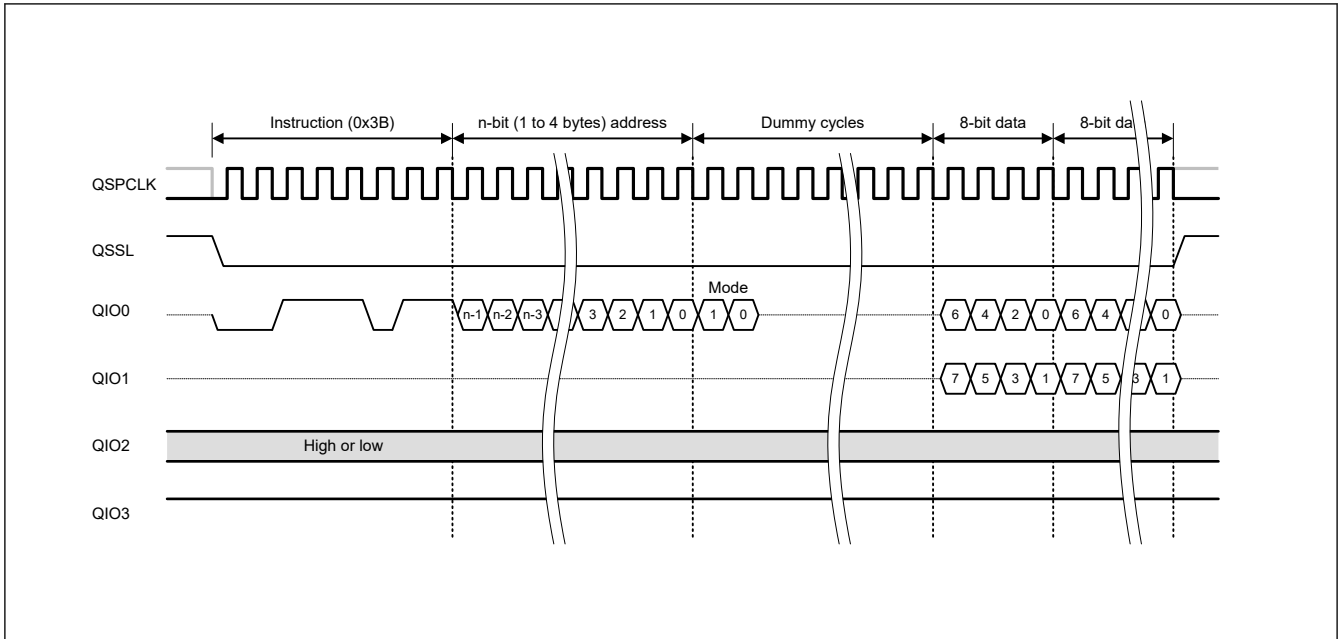 Instruction (0x3B) n-bit (1 to 4 bytes) address Dummy cycles 8-bit data 8-bit da
QSPCLK
QSSL
Mode
QIO0 n-1 n-2 n-3 3 2 1 0 1 0 6 4 2 0 6 4 0
QIO1 7 5 3 1 7 5 3 1
QIO2 High or low
QIO3